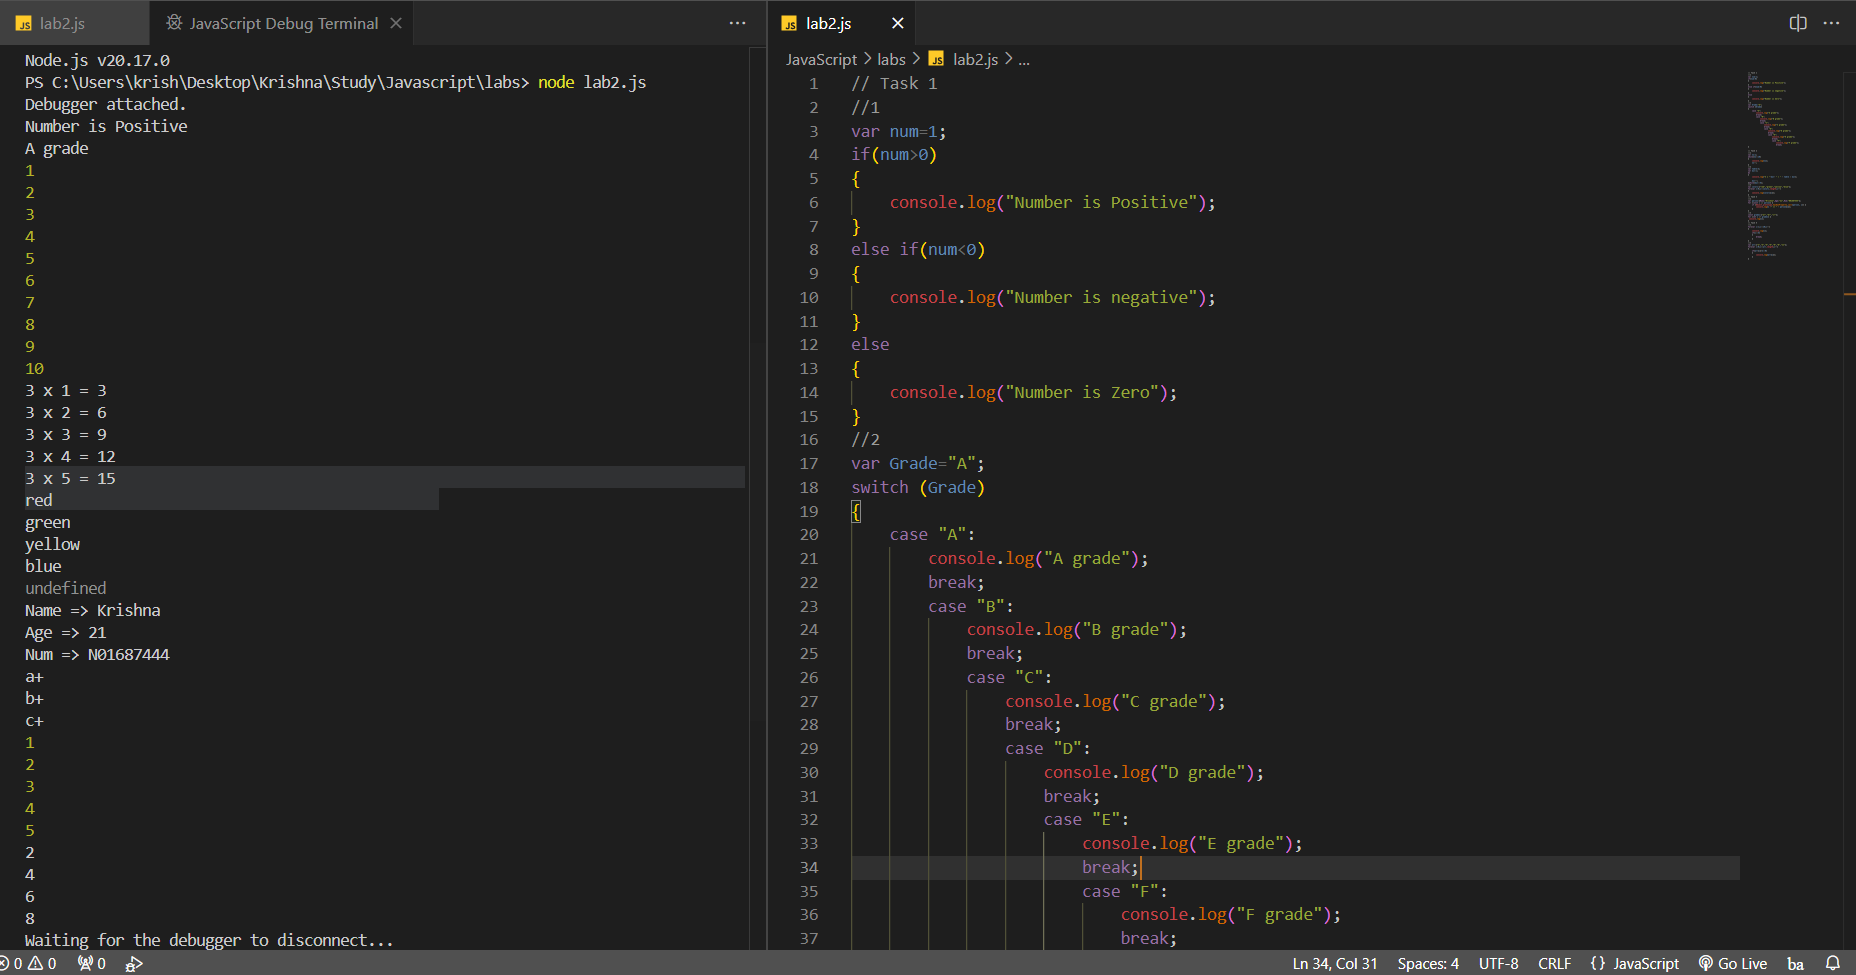 JS lab2.js
JavaScript Debug Terminal
Node.js v20.17.0
PS C:\Users\krish\Desktop\Krishna\Study\Javascript\labs> node lab2.js
Debugger attached.
Number is Positive
A grade
1
2
3
4
5
6
7
8
9
10
3 x 1 = 3
3 x 2 = 6
3 x 3 = 9
3 x 4 = 12
3 x 5 = 15
red
green
yellow
blue
undefined
Name => Krishna
Age => 21
Num => N01687444
a+
b+
c+
1
2
3
4
5
2
4
6
8
Waiting for the debugger to disconnect...
JS lab2.js
JavaScript > labs > JS lab2.js > ...
1 // Task 1
2 //1
3 var num=1;
4 if(num>0)
5 {
6 console.log("Number is Positive");
7 }
8 else if(num<0)
9 {
10 console.log("Number is negative");
11 }
12 else
13 {
14 console.log("Number is Zero");
15 }
16 //2
17 var Grade="A";
18 switch (Grade)
19 {
20 case "A":
21 console.log("A grade");
22 break;
23 case "B":
24 console.log("B grade");
25 break;
26 case "C":
27 console.log("C grade");
28 break;
29 case "D":
30 console.log("D grade");
31 break;
32 case "E":
33 console.log("E grade");
34 break;
35 case "F":
36 console.log("F grade");
37 break;
0 0 0 Ln 34, Col 31 Spaces: 4 UTF-8 CRLF {} JavaScript Go Live ba